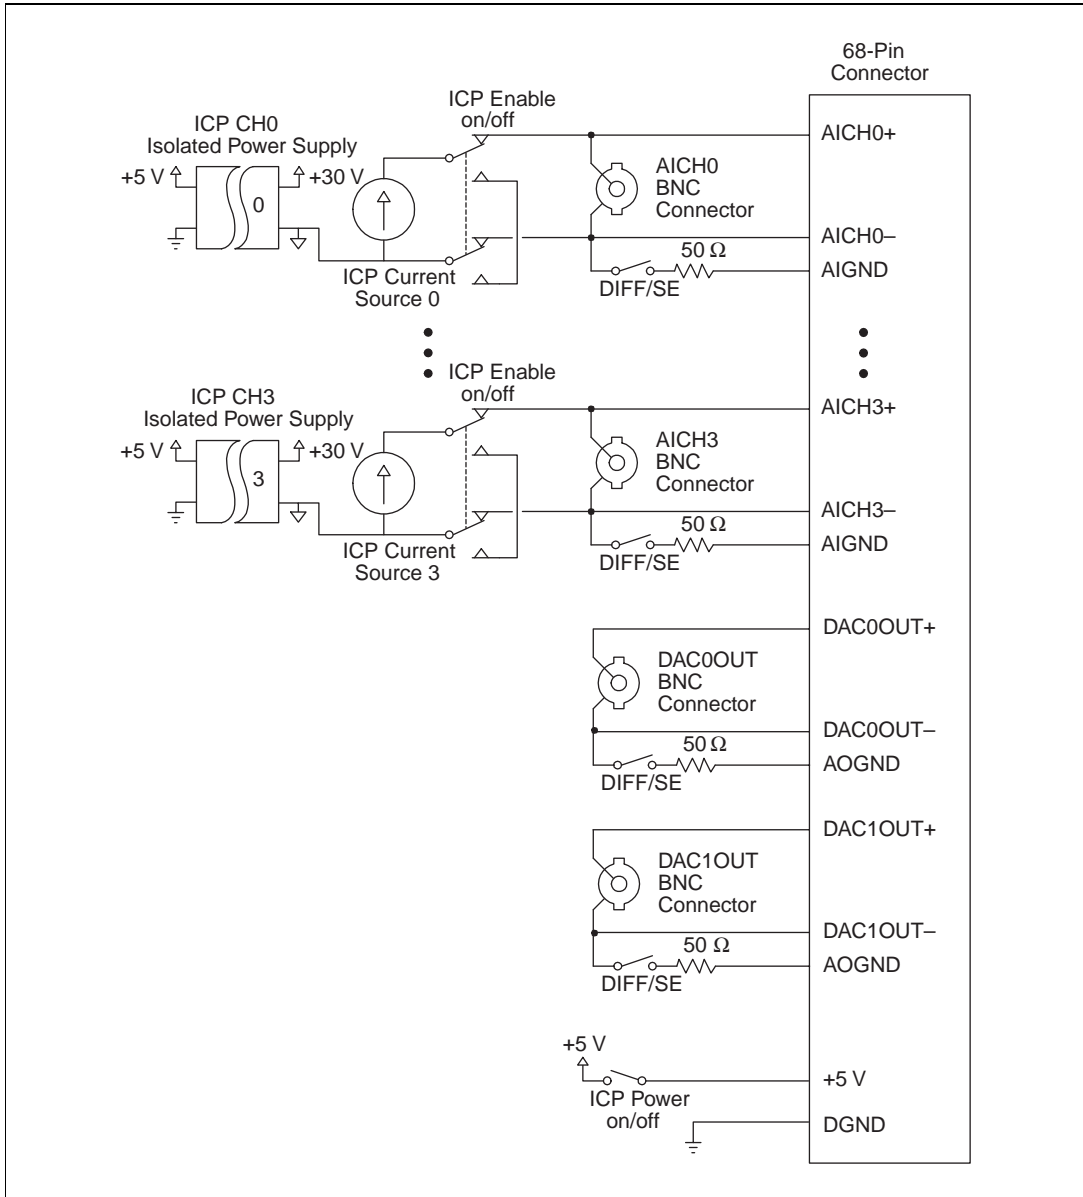 68-Pin
Connector
ICP Enable
on/off
ICP CH0
Isolated Power Supply
+5 V
+30 V
0
AICH0
BNC
Connector
AICH0+
AICH0–
50 Ω
AIGND
DIFF/SE
ICP Current
Source 0
ICP Enable
on/off
ICP CH3
Isolated Power Supply
+5 V
+30 V
3
AICH3
BNC
Connector
AICH3+
AICH3–
50 Ω
AIGND
DIFF/SE
ICP Current
Source 3
DAC0OUT+
DAC0OUT
BNC
Connector
DAC0OUT–
50 Ω
AOGND
DIFF/SE
DAC1OUT+
DAC1OUT
BNC
Connector
DAC1OUT–
50 Ω
AOGND
DIFF/SE
+5 V
+5 V
ICP Power
on/off
DGND